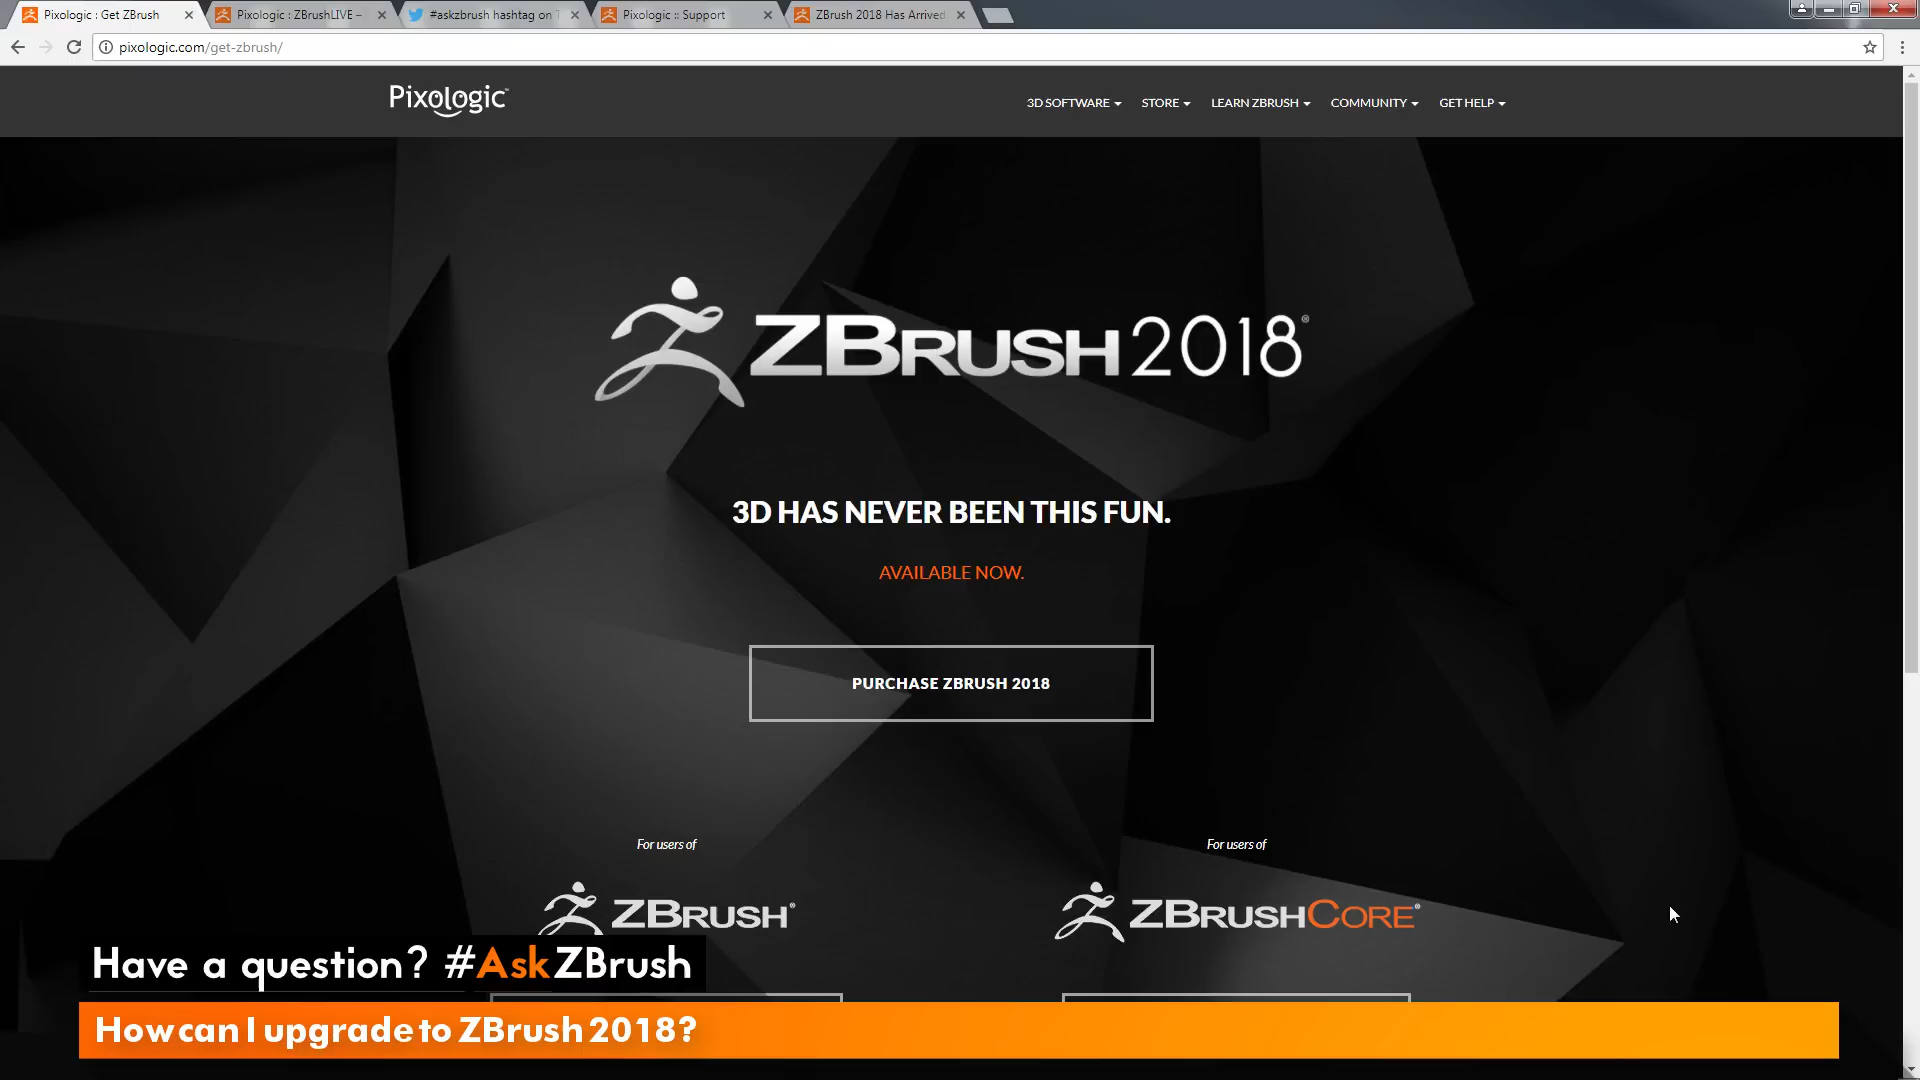 Pixologic : Get ZBrush
Pixologic : ZBrushLIVE –
#askzbrush hashtag on T
Pixologic :: Support
ZBrush 2018 Has Arrived
pixologic.com/get-zbrush/
Pixologic™
3D SOFTWARE
STORE
LEARN ZBRUSH
COMMUNITY
GET HELP
ZBRUSH 2018®
3D HAS NEVER BEEN THIS FUN.
AVAILABLE NOW.
PURCHASE ZBRUSH 2018
For users of
For users of
ZBRUSH®
ZBRUSHCORE®
Have a question? #AskZBrush
How can I upgrade to ZBrush 2018?